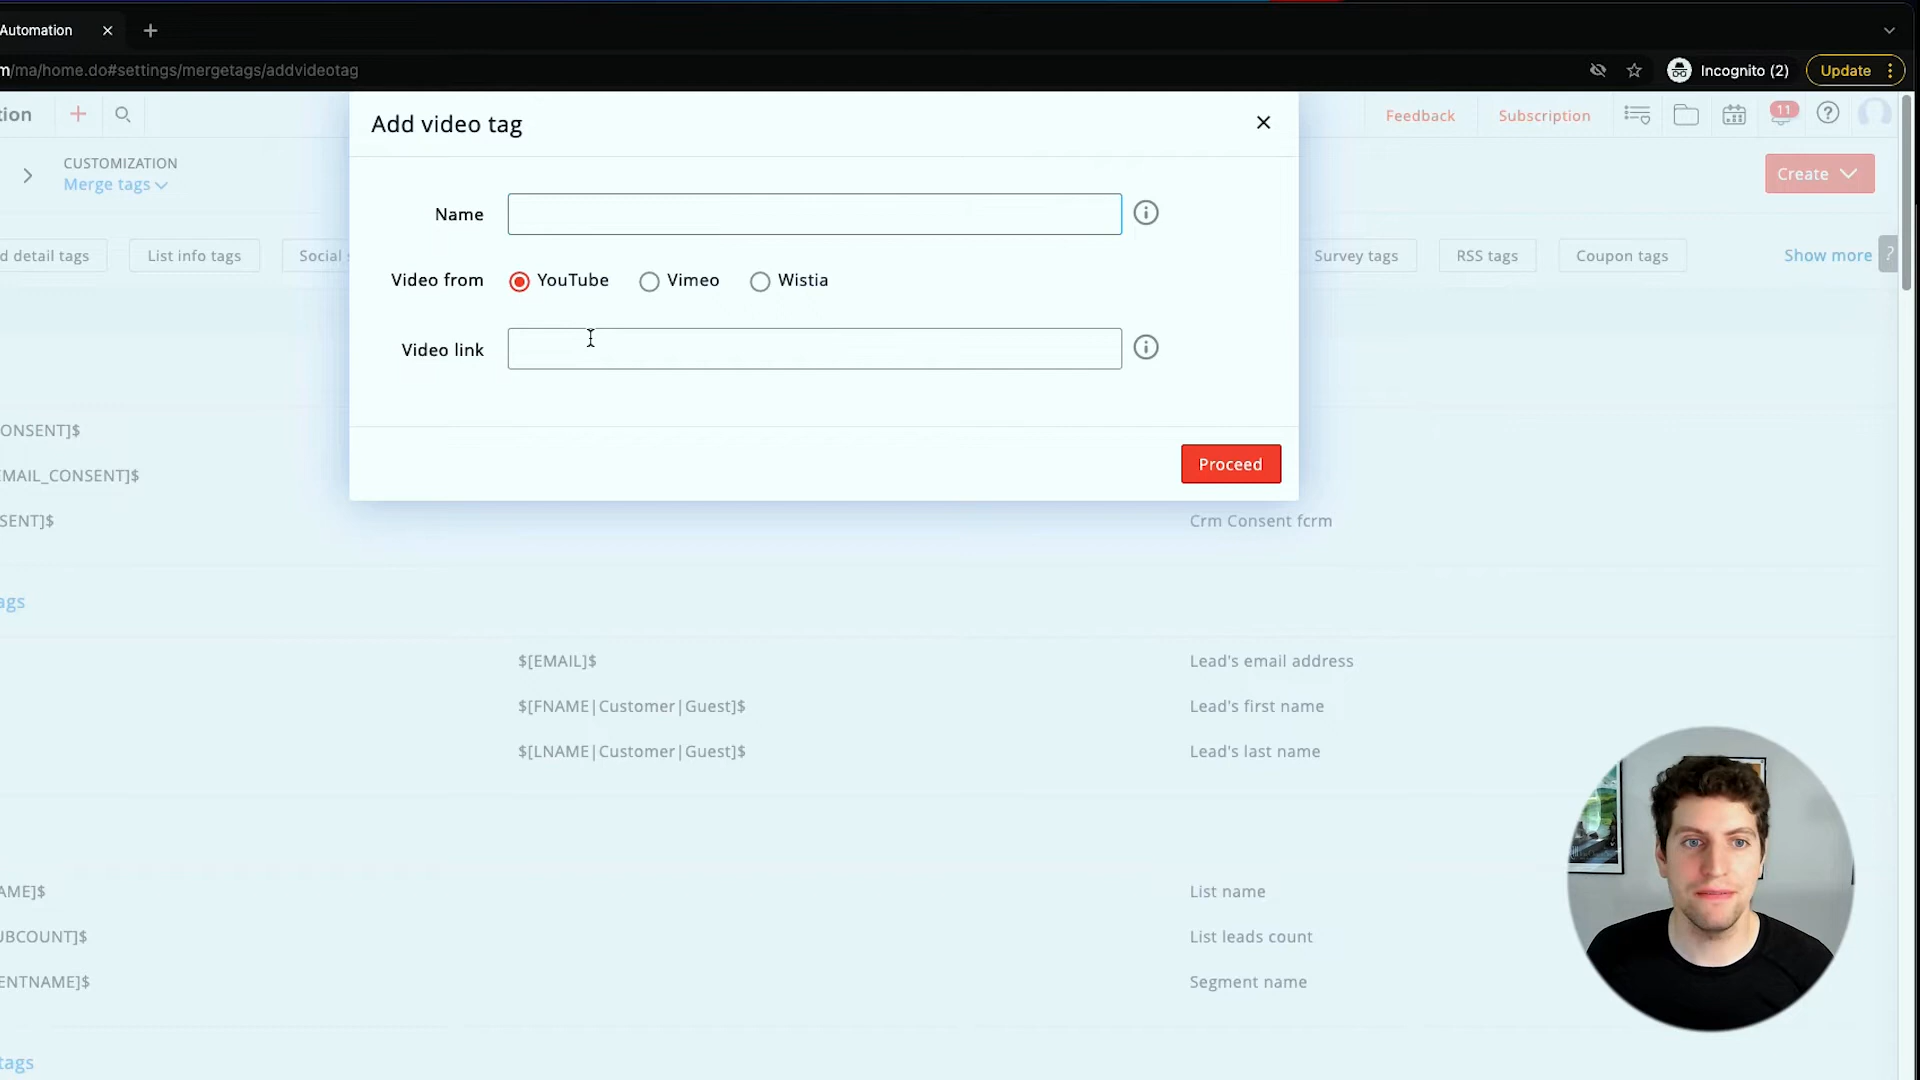 Automation
m/ma/home.do#settings/mergetags/addvideotag
Incognito (2)
Update
tion
Feedback
Subscription
11
CUSTOMIZATION
Merge tags
Create
d detail tags
List info tags
Social s
Survey tags
RSS tags
Coupon tags
Show more
?
Add video tag
Name
Video from
YouTube
Vimeo
Wistia
Video link
Proceed
ONSENT]$
EMAIL_CONSENT]$
SENT]$
Crm Consent fcrm
ags
$[EMAIL]$
Lead's email address
$[FNAME|Customer|Guest]$
Lead's first name
$[LNAME|Customer|Guest]$
Lead's last name
AME]$
List name
UBCOUNT]$
List leads count
ENTNAME]$
Segment name
tags